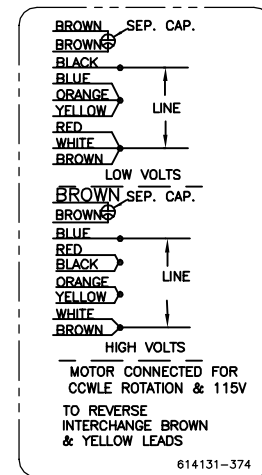 BROWN SEP. CAP.
BROWN
BLACK
BLUE
ORANGE
YELLOW LINE
RED
WHITE
BROWN
LOW VOLTS
BROWN SEP. CAP.
BROWN
BLUE
RED
BLACK
LINE
ORANGE
YELLOW
WHITE
BROWN
HIGH VOLTS
MOTOR CONNECTED FOR
CCWLE ROTATION & 115V
TO REVERSE
INTERCHANGE BROWN
& YELLOW LEADS
614131-374